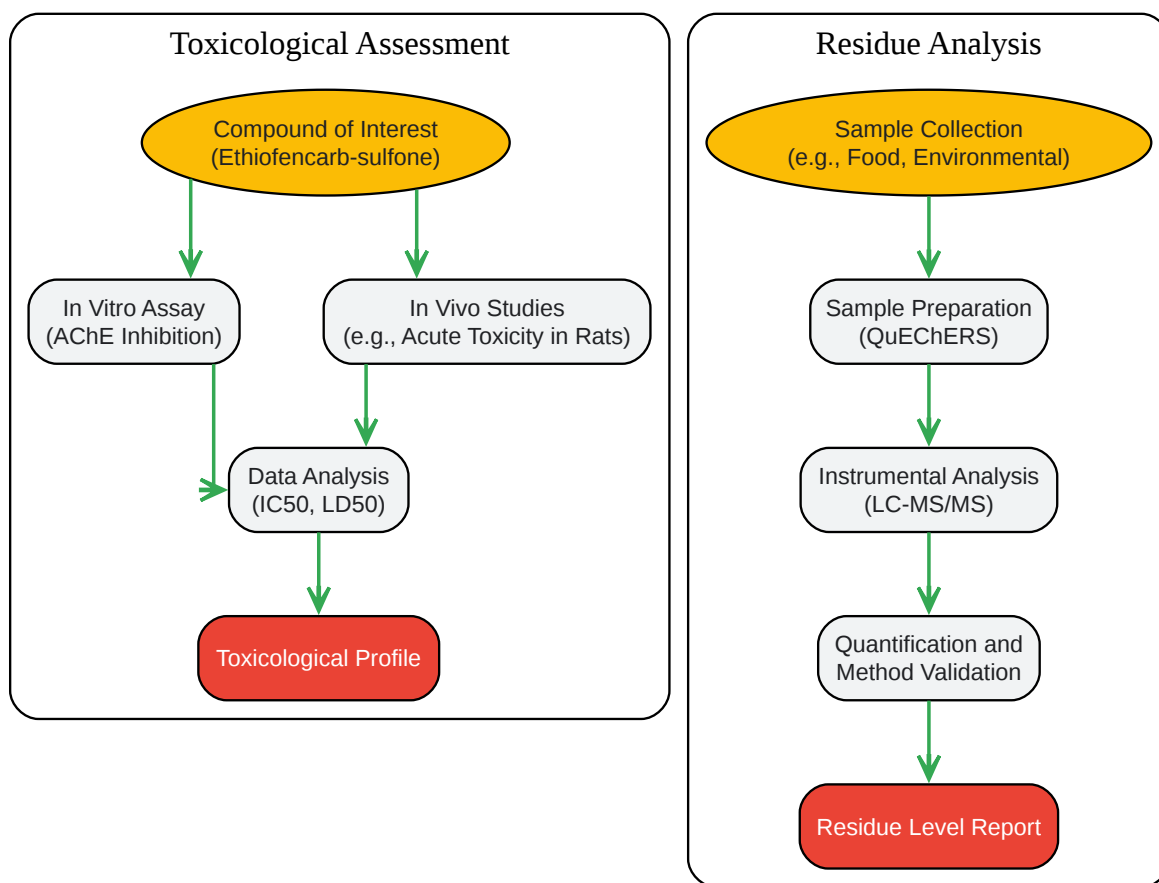 Toxicological Assessment
Compound of Interest
(Ethiofencarb-sulfone)
In Vitro Assay
(AChE Inhibition)
In Vivo Studies
(e.g., Acute Toxicity in Rats)
Data Analysis
(IC50, LD50)
Toxicological Profile
Residue Analysis
Sample Collection
(e.g., Food, Environmental)
Sample Preparation
(QuEChERS)
Instrumental Analysis
(LC-MS/MS)
Quantification and
Method Validation
Residue Level Report